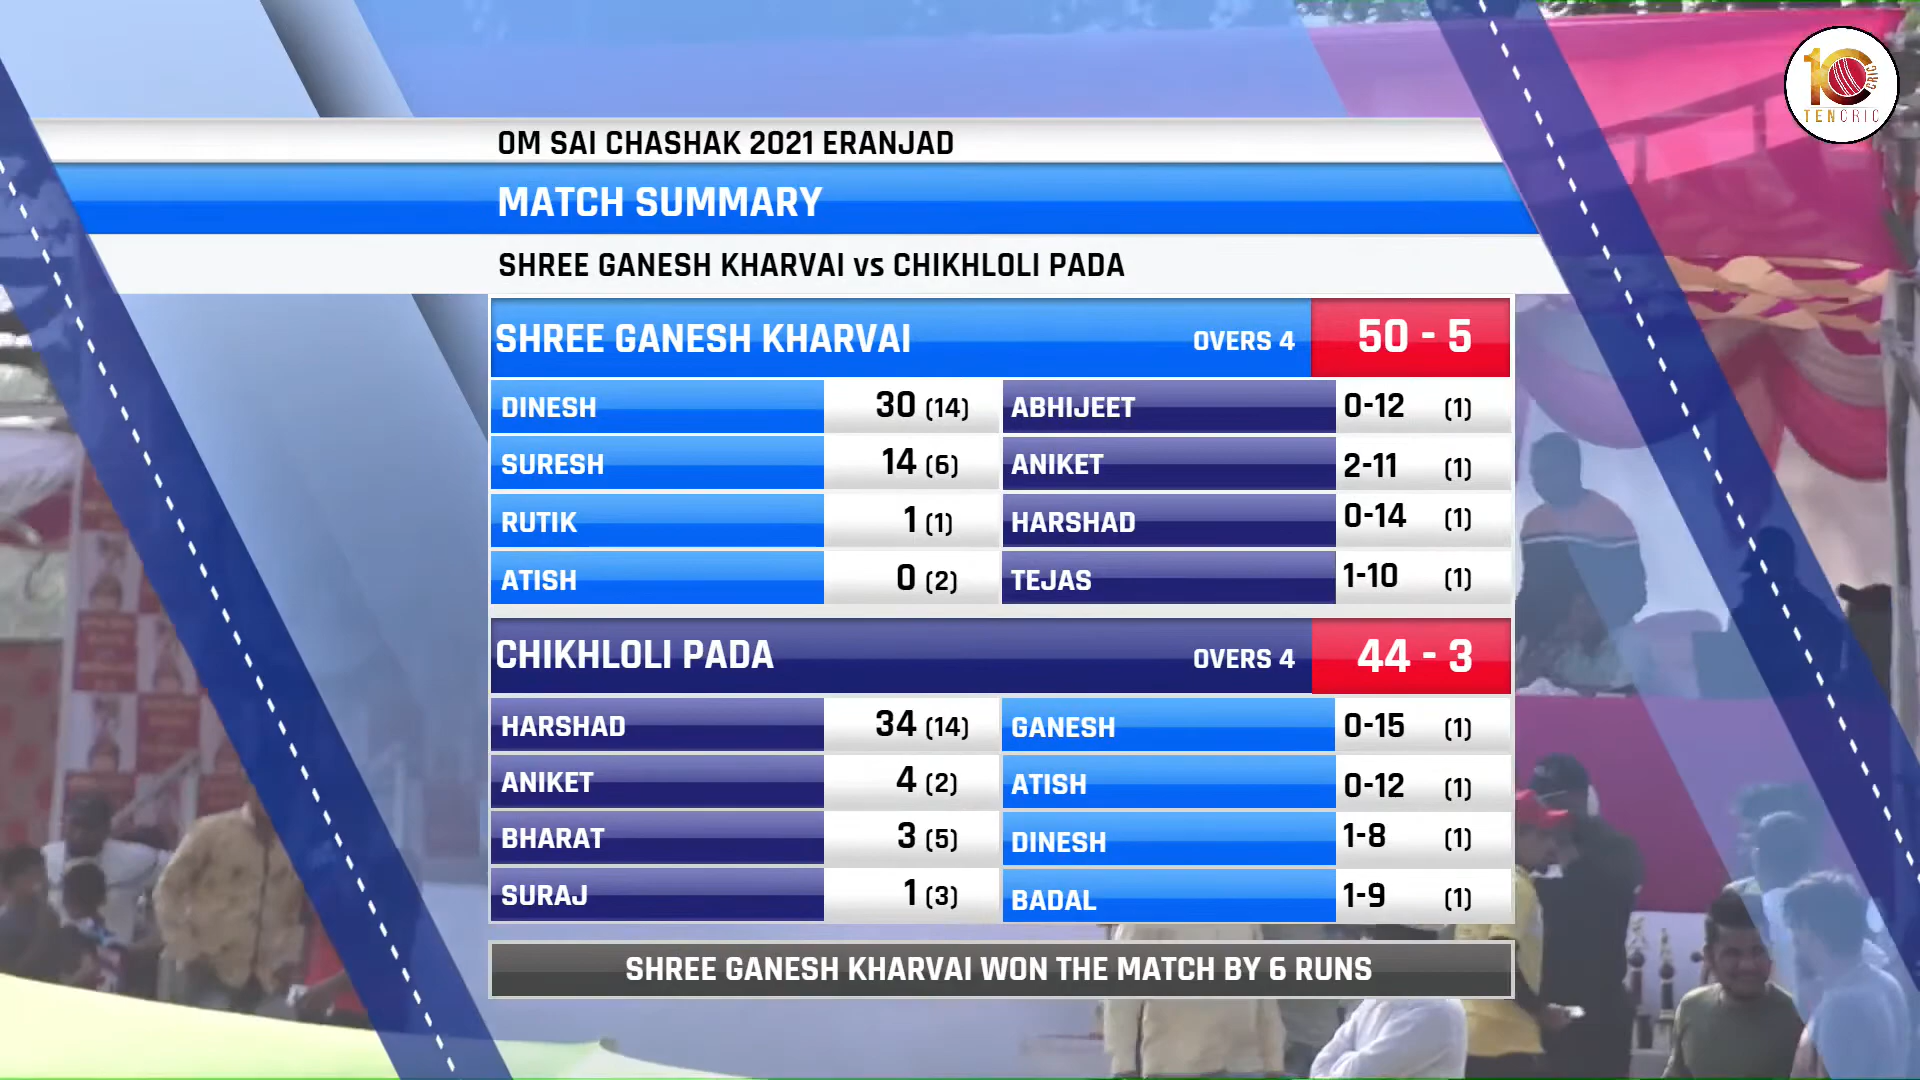 10 CRIC
TENCRIC
OM SAI CHASHAK 2021 ERANJAD
MATCH SUMMARY
SHREE GANESH KHARVAI vs CHIKHLOLI PADA
SHREE GANESH KHARVAI OVERS 4 50 - 5
DINESH 30 (14) ABHIJEET 0-12 (1)
SURESH 14 (6) ANIKET 2-11 (1)
RUTIK 1 (1) HARSHAD 0-14 (1)
ATISH 0 (2) TEJAS 1-10 (1)
CHIKHLOLI PADA OVERS 4 44 - 3
HARSHAD 34 (14) GANESH 0-15 (1)
ANIKET 4 (2) ATISH 0-12 (1)
BHARAT 3 (5) DINESH 1-8 (1)
SURAJ 1 (3) BADAL 1-9 (1)
SHREE GANESH KHARVAI WON THE MATCH BY 6 RUNS